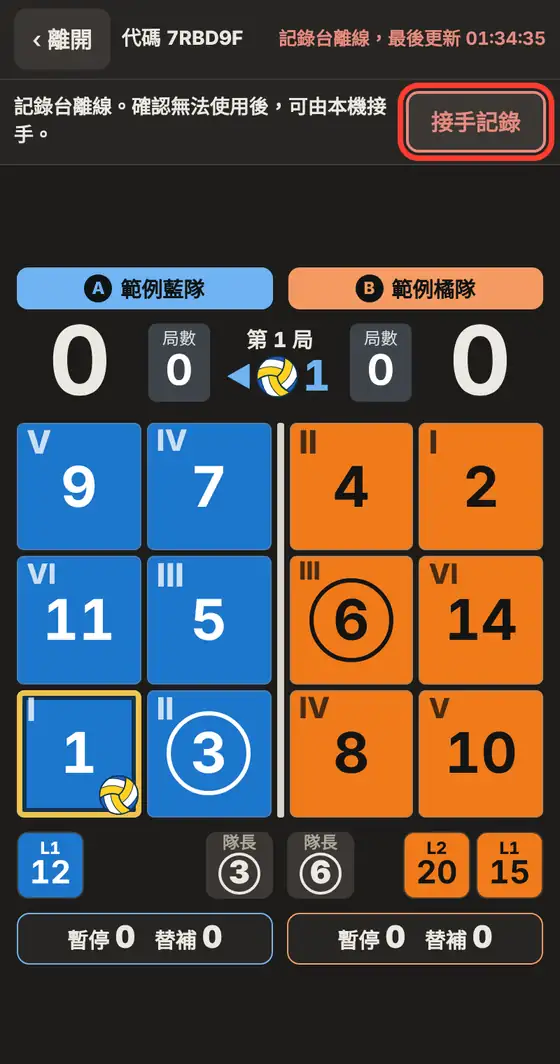 ‹ 離開 代碼 7RBD9F 記錄台離線，最後更新 01:34:35
記錄台離線。確認無法使用後，可由本機接
手。
接手記錄
A 範例藍隊 B 範例橘隊
0 局數 0 第 1 局 1 局數 0 0
V 9 IV 7 II 4 I 2
VI 11 III 5 III 6 VI 14
I 1 II 3 IV 8 V 10
L1 12 隊長 3 隊長 6 L2 20 L1 15
暫停 0 替補 0 暫停 0 替補 0